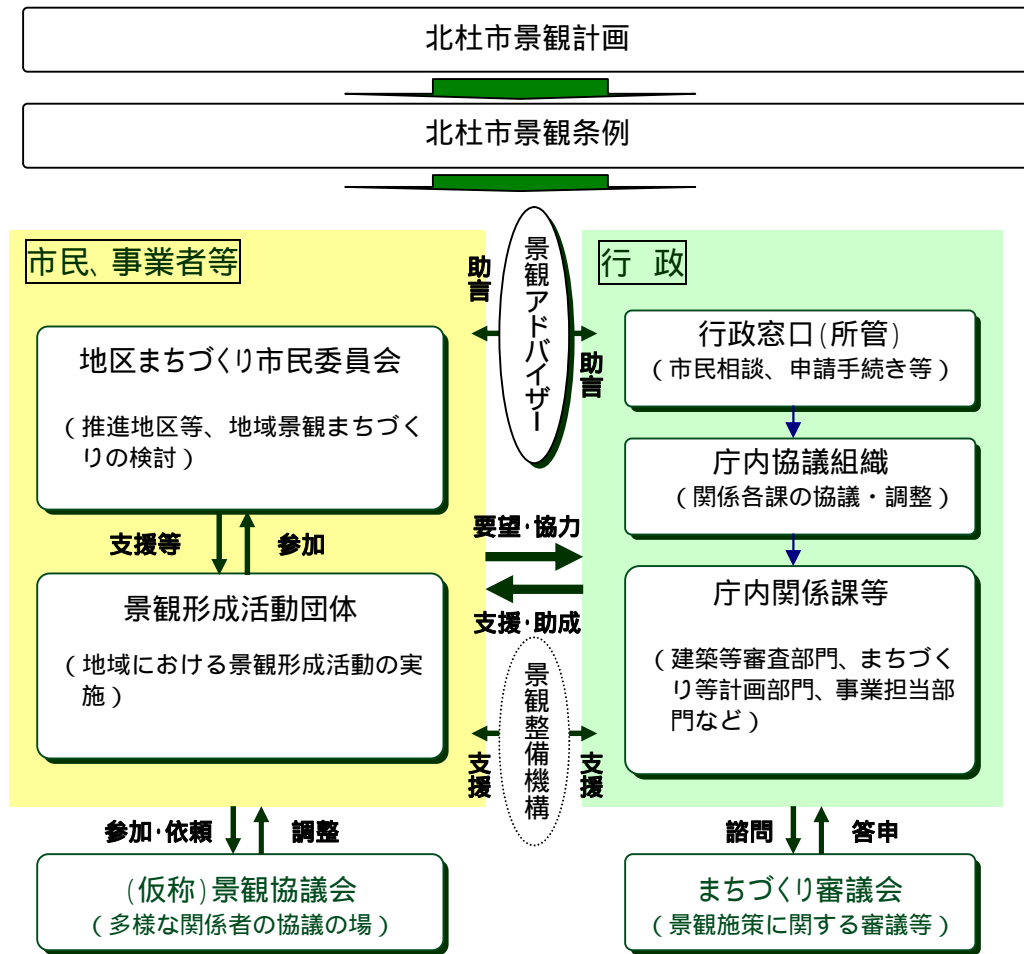 北杜市景観計画
北杜市景観条例
市民、事業者等
地区まちづくり市民委員会
（推進地区等、地域景観まちづく
りの検討）
支援等
参加
景観形成活動団体
（地域における景観形成活動の実
施）
参加･依頼
調整
(仮称)景観協議会
（多様な関係者の協議の場）
助言
景観アドバイザー
助言
要望･協力
支援･助成
景観整備機構
支援
支援
行 政
行政窓口(所管)
（市民相談、申請手続き等）
庁内協議組織
（関係各課の協議・調整）
庁内関係課等
（建築等審査部門、まちづく
り等計画部門、事業担当部
門など）
諮問
答申
まちづくり審議会
（景観施策に関する審議等）